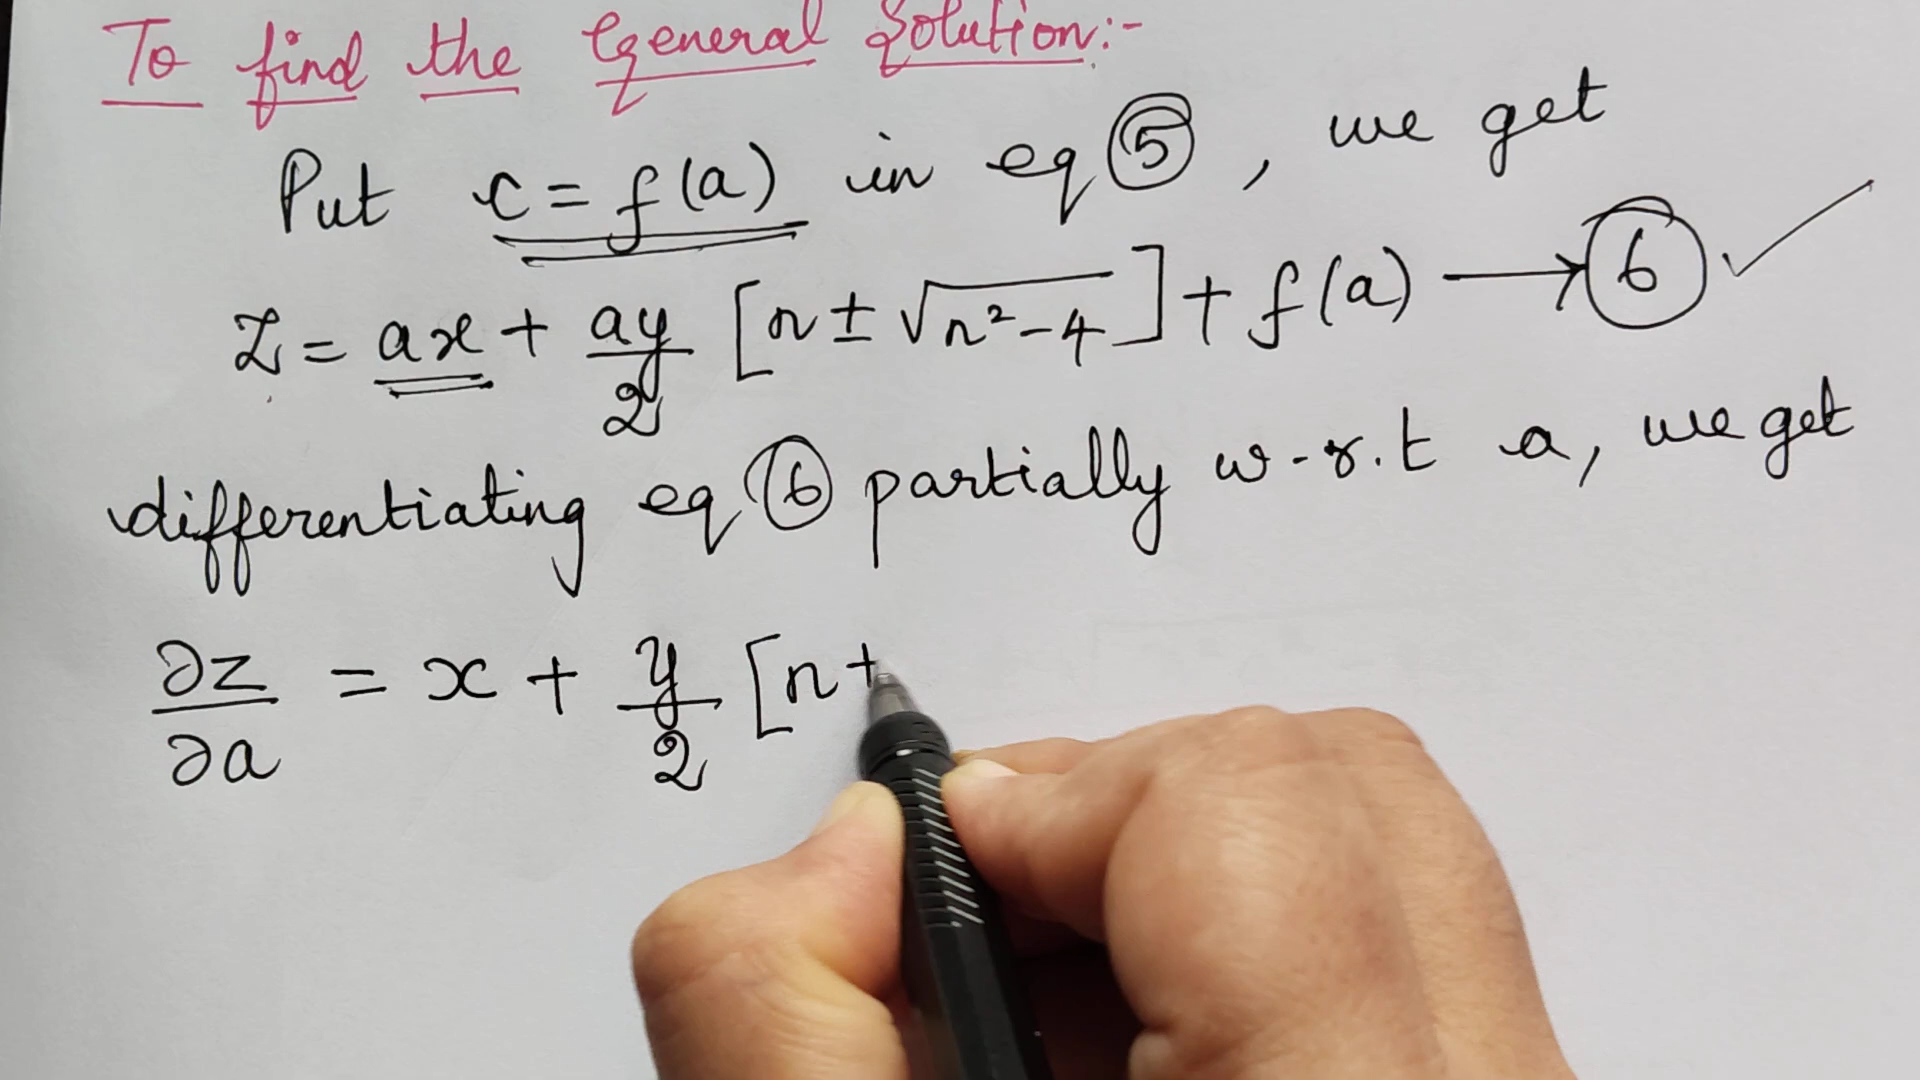 To find the General Solution:-
Put c = f(a) in eq ⑤, we get
Z = ax + ay/2 [n ± √n²-4] + f(a) → ⑥ ✓
differentiating eq ⑥ partially w-r.t a, we get
∂z/∂a = x + y/2 [n +